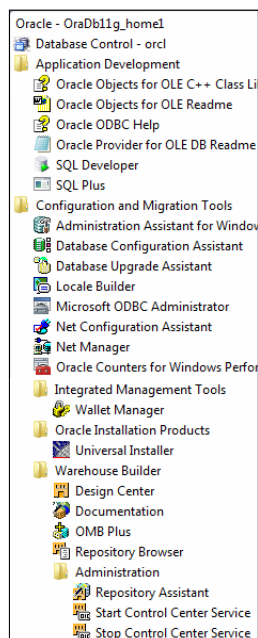 Oracle - OraDb11g_home1
Database Control - orcl
Application Development
Oracle Objects for OLE C++ Class Li
Oracle Objects for OLE Readme
Oracle ODBC Help
Oracle Provider for OLE DB Readme
SQL Developer
SQL Plus
Configuration and Migration Tools
Administration Assistant for Window
Database Configuration Assistant
Database Upgrade Assistant
Locale Builder
Microsoft ODBC Administrator
Net Configuration Assistant
Net Manager
Oracle Counters for Windows Perfor
Integrated Management Tools
Wallet Manager
Oracle Installation Products
Universal Installer
Warehouse Builder
Design Center
Documentation
OMB Plus
Repository Browser
Administration
Repository Assistant
Start Control Center Service
Stop Control Center Service